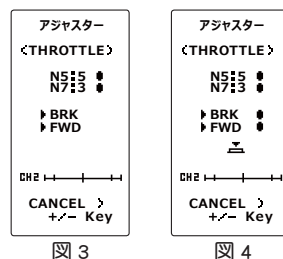 アジャスター
<THROTTLE>
N5:5 ●
N7:3 ●
▶BRK
▶FWD
CH2
CANCEL >
+/- Key
図3
アジャスター
<THROTTLE>
N5:5 ●
N7:3 ●
▶BRK ●
▶FWD ●
CH2
CANCEL >
+/- Key
図4